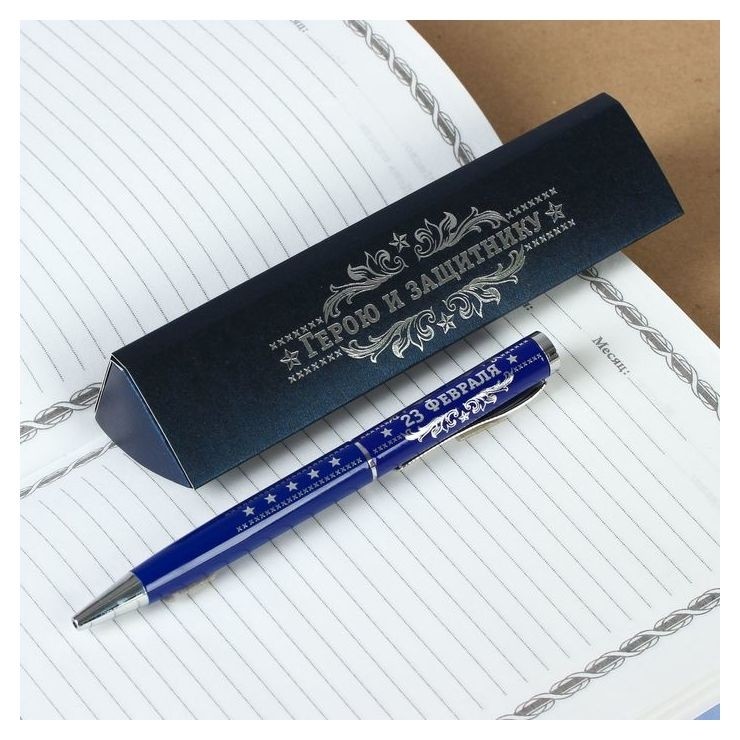 Месяц:
Герою и защитнику
23 ФЕВРАЛЯ